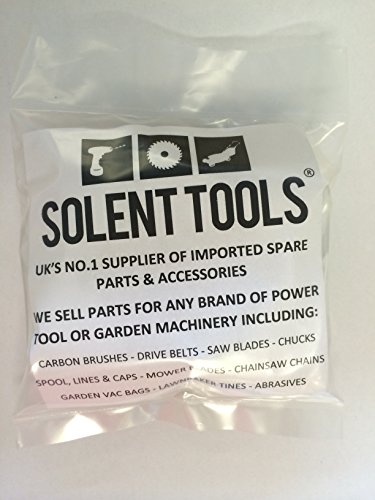 SOLENT TOOLS®
UK'S NO.1 SUPPLIER OF IMPORTED SPARE
PARTS & ACCESSORIES
WE SELL PARTS FOR ANY BRAND OF POWER
TOOL OR GARDEN MACHINERY INCLUDING:
CARBON BRUSHES - DRIVE BELTS - SAW BLADES - CHUCKS
SPOOL, LINES & CAPS - MOWER BLADES - CHAINSAW CHAINS
GARDEN VAC BAGS - LAWNRAKER TINES - ABRASIVES